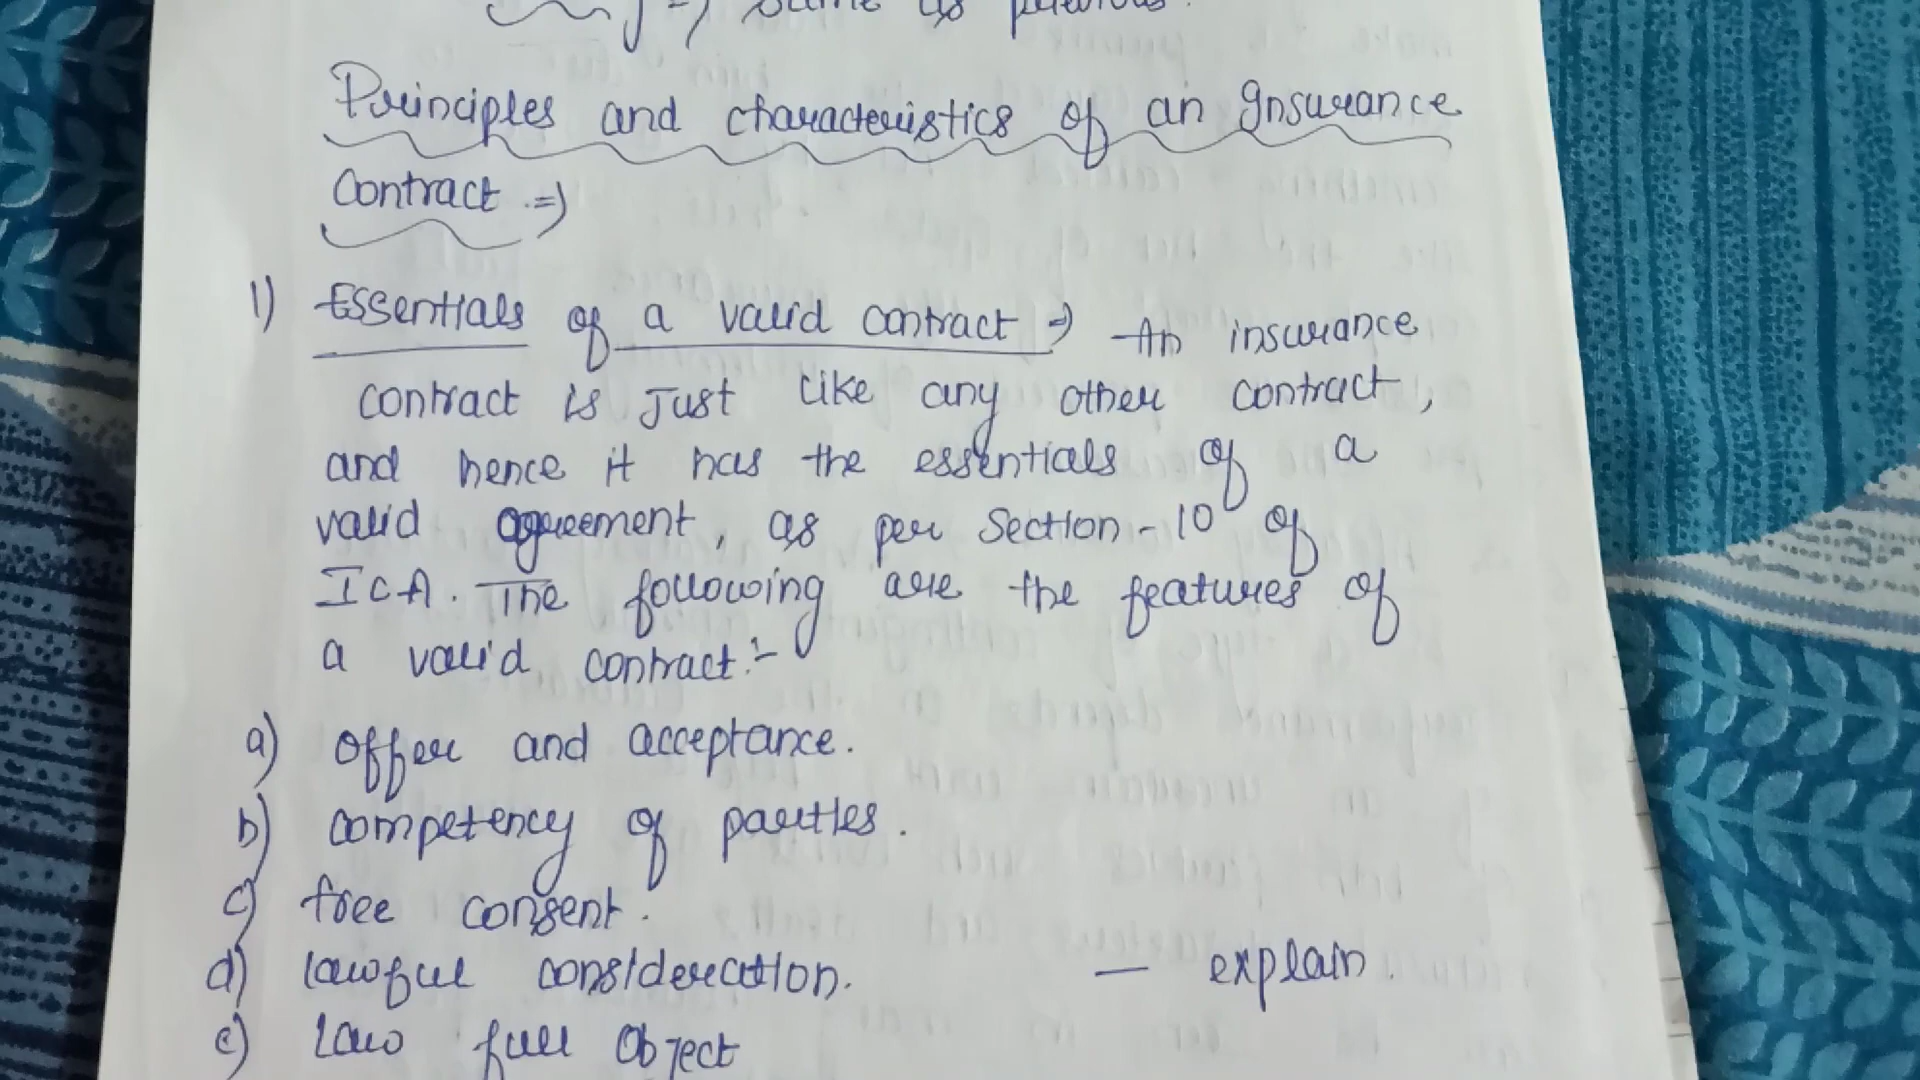 same as previous.
Principles and characteristics of an Insurance
Contract =>
1) Essentials of a valid contract => An insurance
contract is Just like any other contract,
and hence it has the essentials of a
valid agreement, as per Section - 10 of
ICA. The following are the features of
a valid contract :-
a) offer and acceptance.
b) competency of parties.
c) free consent.
d) lawful consideration. — explain.
e) Law full Object